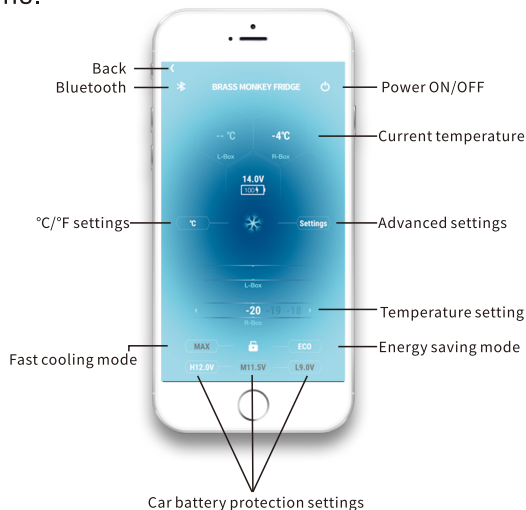 Back
Bluetooth
BRASS MONKEY FRIDGE
Power ON/OFF
-- °C
-4°C
Current temperature
L-Box
R-Box
14.0V
100
°C/°F settings
°C
Settings
Advanced settings
L-Box
-20 -19 -18
Temperature setting
R-Box
MAX
ECO
Fast cooling mode
Energy saving mode
H12.0V
M11.5V
L9.0V
Car battery protection settings